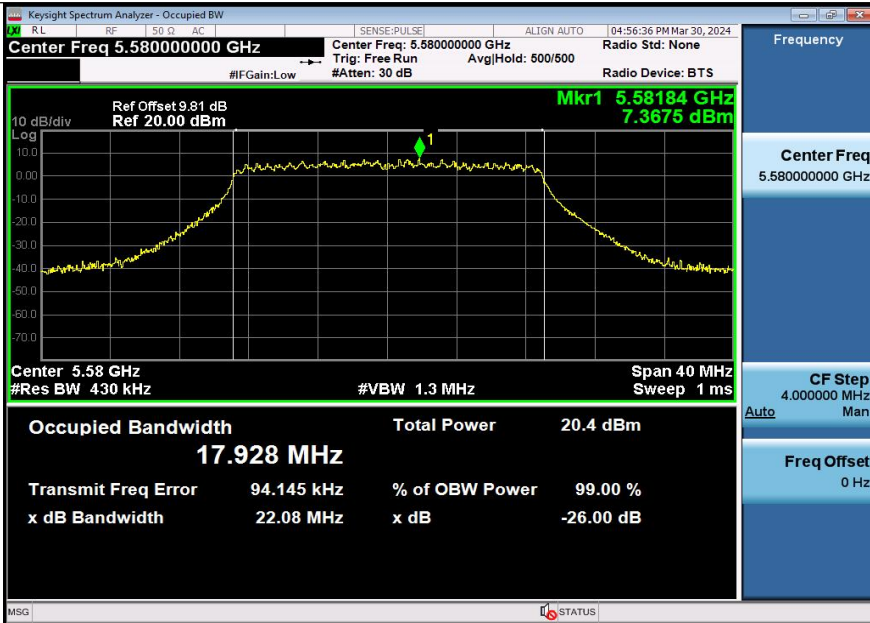 Keysight Spectrum Analyzer - Occupied BW
LXI RL RF 50 Ω AC SENSE:PULSE ALIGN AUTO 04:56:36 PM Mar 30, 2024
Center Freq 5.580000000 GHz
Center Freq: 5.580000000 GHz
Radio Std: None
Trig: Free Run Avg|Hold: 500/500
#IFGain:Low #Atten: 30 dB Radio Device: BTS
Ref Offset 9.81 dB
Mkr1 5.58184 GHz
10 dB/div Ref 20.00 dBm 7.3675 dBm
Log
1
10.0
0.00
-10.0
-20.0
-30.0
-40.0
-50.0
-60.0
-70.0
Center 5.58 GHz Span 40 MHz
#Res BW 430 kHz #VBW 1.3 MHz Sweep 1 ms
Occupied Bandwidth Total Power 20.4 dBm
17.928 MHz
Transmit Freq Error 94.145 kHz % of OBW Power 99.00 %
x dB Bandwidth 22.08 MHz x dB -26.00 dB
MSG STATUS
Frequency
Center Freq
5.580000000 GHz
CF Step
4.000000 MHz
Auto Man
Freq Offset
0 Hz